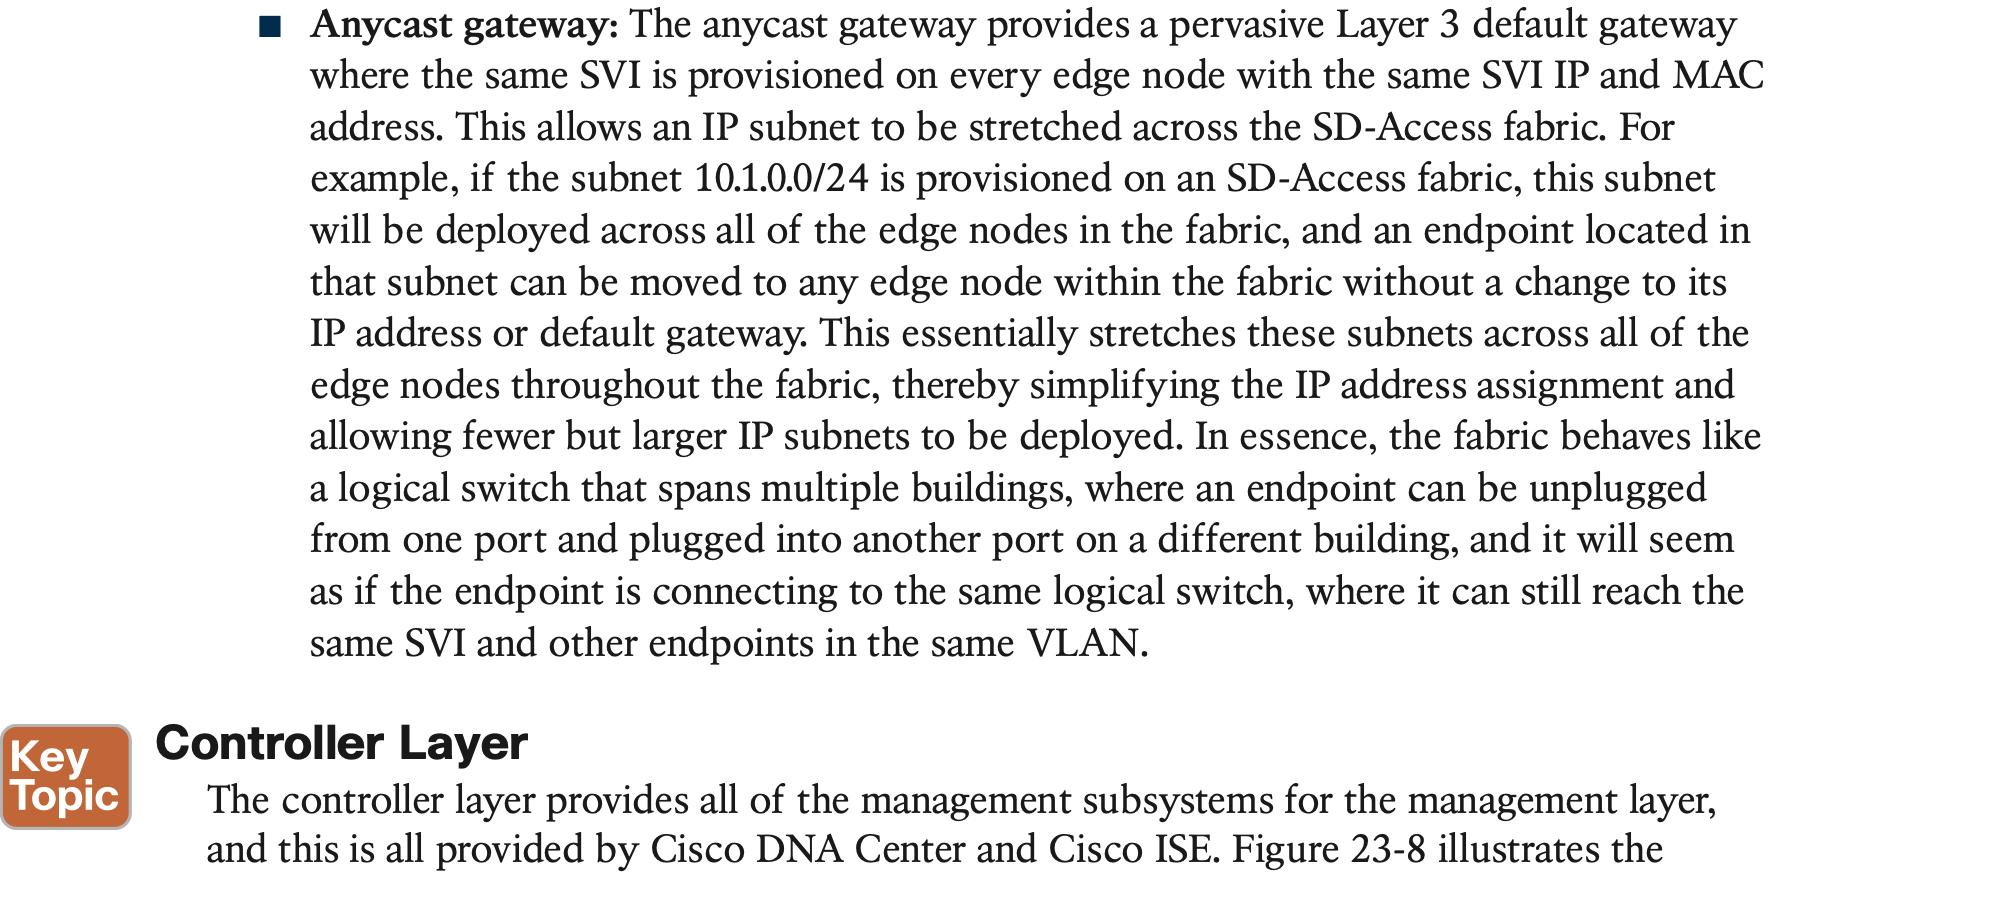 ■ Anycast gateway: The anycast gateway provides a pervasive Layer 3 default gateway
where the same SVI is provisioned on every edge node with the same SVI IP and MAC
address. This allows an IP subnet to be stretched across the SD-Access fabric. For
example, if the subnet 10.1.0.0/24 is provisioned on an SD-Access fabric, this subnet
will be deployed across all of the edge nodes in the fabric, and an endpoint located in
that subnet can be moved to any edge node within the fabric without a change to its
IP address or default gateway. This essentially stretches these subnets across all of the
edge nodes throughout the fabric, thereby simplifying the IP address assignment and
allowing fewer but larger IP subnets to be deployed. In essence, the fabric behaves like
a logical switch that spans multiple buildings, where an endpoint can be unplugged
from one port and plugged into another port on a different building, and it will seem
as if the endpoint is connecting to the same logical switch, where it can still reach the
same SVI and other endpoints in the same VLAN.
Key
Topic
Controller Layer
The controller layer provides all of the management subsystems for the management layer,
and this is all provided by Cisco DNA Center and Cisco ISE. Figure 23-8 illustrates the